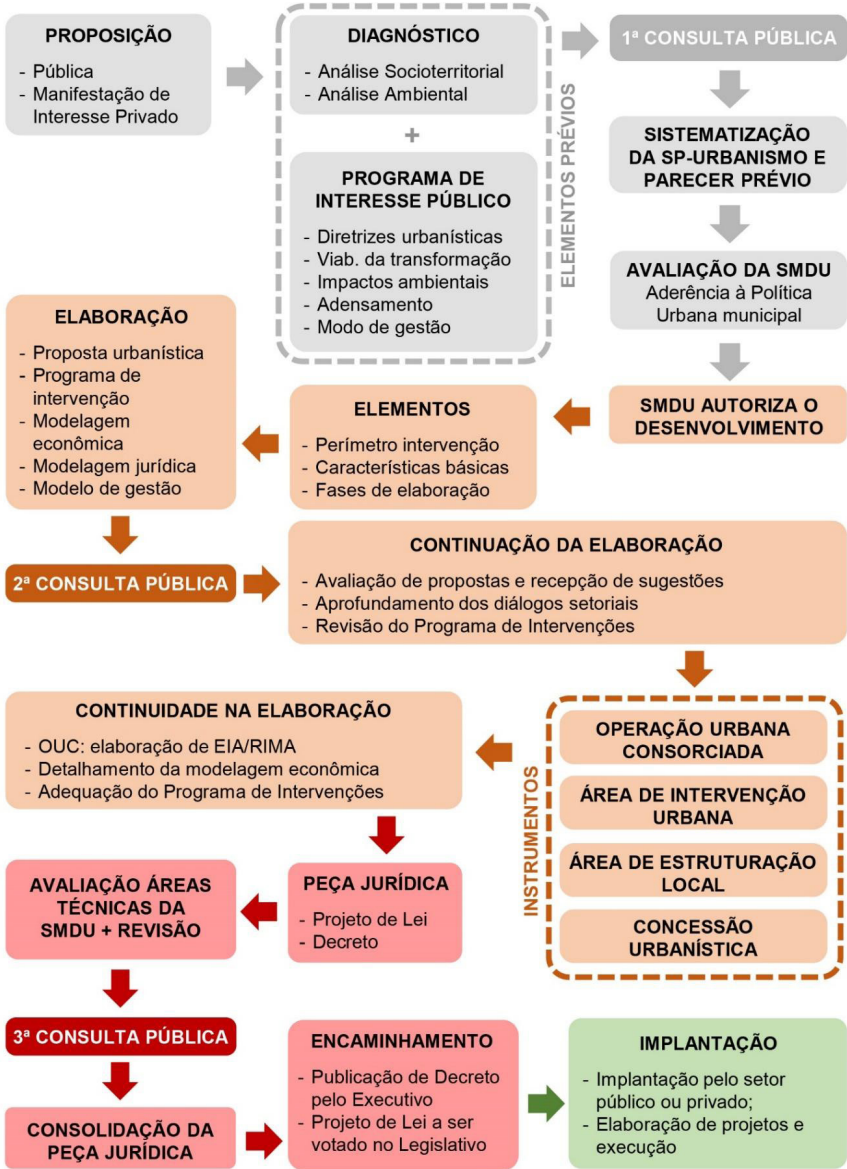 PROPOSIÇÃO
- Pública
- Manifestação de
Interesse Privado
DIAGNÓSTICO
- Análise Socioterritorial
- Análise Ambiental
+
PROGRAMA DE
INTERESSE PÚBLICO
- Diretrizes urbanísticas
- Viab. da transformação
- Impactos ambientais
- Adensamento
- Modo de gestão
ELEMENTOS PRÉVIOS
1ª CONSULTA PÚBLICA
SISTEMATIZAÇÃO
DA SP-URBANISMO E
PARECER PRÉVIO
AVALIAÇÃO DA SMDU
Aderência à Política
Urbana municipal
SMDU AUTORIZA O
DESENVOLVIMENTO
ELEMENTOS
- Perímetro intervenção
- Características básicas
- Fases de elaboração
ELABORAÇÃO
- Proposta urbanística
- Programa de
intervenção
- Modelagem
econômica
- Modelagem jurídica
- Modelo de gestão
2ª CONSULTA PÚBLICA
CONTINUAÇÃO DA ELABORAÇÃO
- Avaliação de propostas e recepção de sugestões
- Aprofundamento dos diálogos setoriais
- Revisão do Programa de Intervenções
INSTRUMENTOS
OPERAÇÃO URBANA
CONSORCIADA
ÁREA DE INTERVENÇÃO
URBANA
ÁREA DE ESTRUTURAÇÃO
LOCAL
CONCESSÃO
URBANÍSTICA
CONTINUIDADE NA ELABORAÇÃO
- OUC: elaboração de EIA/RIMA
- Detalhamento da modelagem econômica
- Adequação do Programa de Intervenções
PEÇA JURÍDICA
- Projeto de Lei
- Decreto
AVALIAÇÃO ÁREAS
TÉCNICAS DA
SMDU + REVISÃO
3ª CONSULTA PÚBLICA
CONSOLIDAÇÃO DA
PEÇA JURÍDICA
ENCAMINHAMENTO
- Publicação de Decreto
pelo Executivo
- Projeto de Lei a ser
votado no Legislativo
IMPLANTAÇÃO
- Implantação pelo setor
público ou privado;
- Elaboração de projetos e
execução